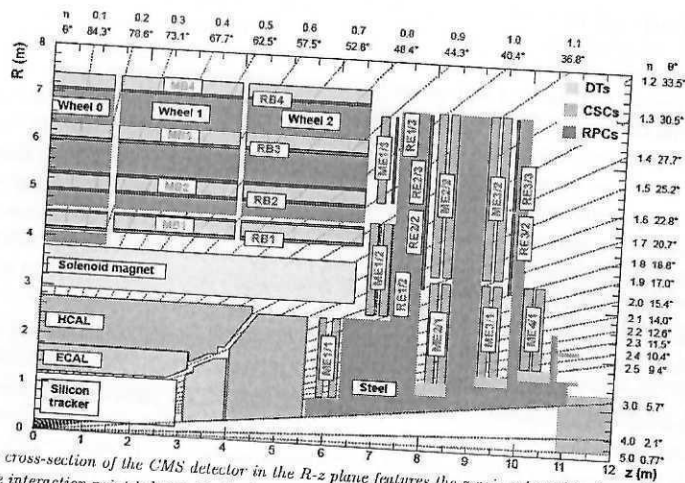 η 0.1 0.2 0.3 0.4 0.5 0.6 0.7 0.8 0.9 1.0 1.1
θ° 84.3° 78.6° 73.1° 67.7° 62.5° 57.5° 52.8° 48.4° 44.3° 40.4° 36.8°
R (m)
8
7
6
5
4
3
2
1
0
η θ°
1.2 33.5°
1.3 30.5°
1.4 27.7°
1.5 25.2°
1.6 22.8°
1.7 20.7°
1.8 18.8°
1.9 17.0°
2.0 15.4°
2.1 14.0°
2.2 12.6°
2.3 11.5°
2.4 10.4°
2.5 9.4°
3.0 5.7°
4.0 2.1°
5.0 0.77°
DTs
CSCs
RPCs
MB4
RB4
Wheel 0
Wheel 1
Wheel 2
MB3
RB3
MB2
RB2
MB1
RB1
Solenoid magnet
HCAL
ECAL
Silicon tracker
Steel
ME1/3
RE1/3
RE2/3
ME2/2
ME3/2
RE3/3
ME1/2
RE1/2
RE2/2
RE3/2
ME1/1
ME2/1
ME3/1
ME4/1
0 1 2 3 4 5 6 7 8 9 10 11 12
z (m)
cross-section of the CMS detector in the R-z plane features the
interaction point